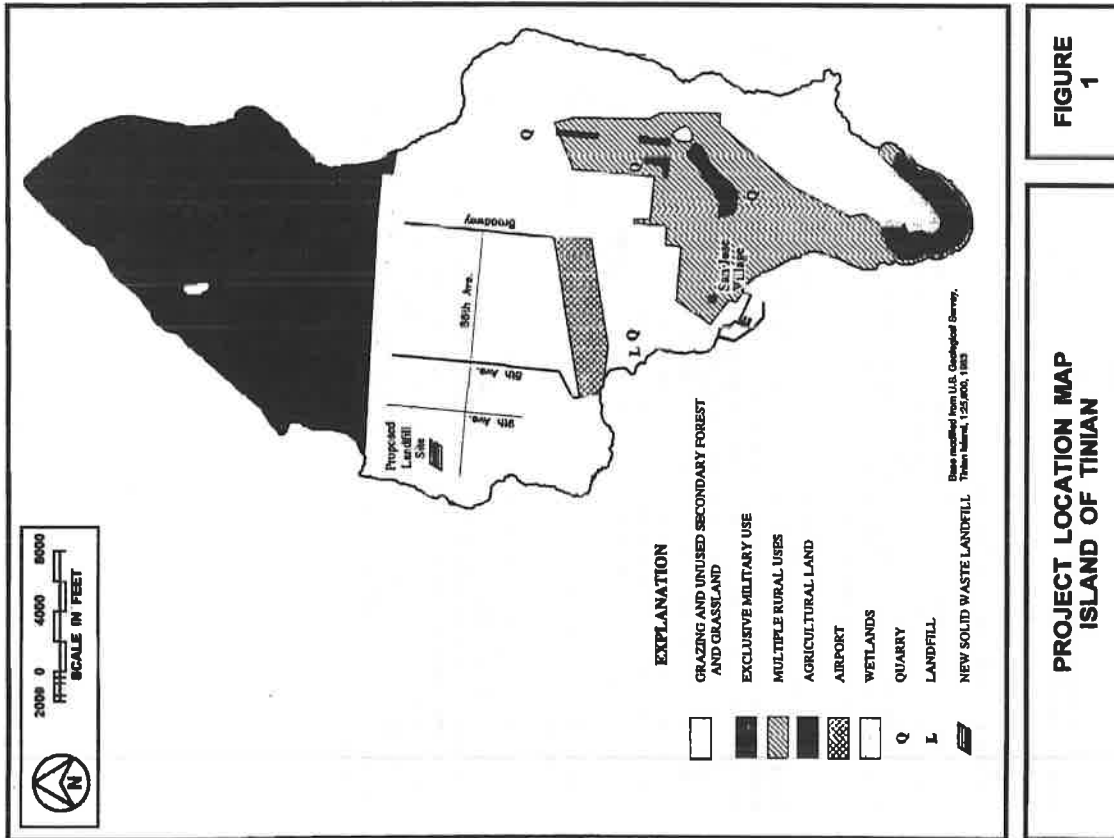 2000 0 4000 8000
SCALE IN FEET
N
Proposed
Landfill
Site
9th Ave.
8th Ave.
86th Ave.
Broadway
L Q
Q
Q
Q
San Jose
Village
EXPLANATION
GRAZING AND UNUSED SECONDARY FOREST
AND GRASSLAND
EXCLUSIVE MILITARY USE
MULTIPLE RURAL USES
AGRICULTURAL LAND
AIRPORT
WETLANDS
Q QUARRY
L LANDFILL
NEW SOLID WASTE LANDFILL
Base modified from U.S. Geological Survey,
Tinian Island, 1:25,000, 1983
PROJECT LOCATION MAP
ISLAND OF TINIAN
FIGURE
1